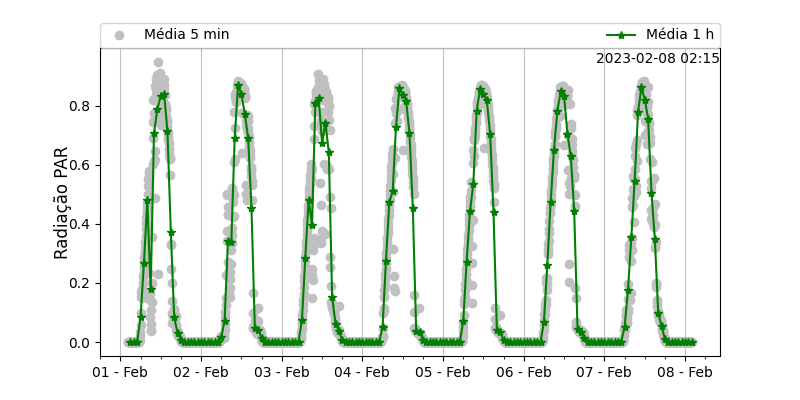 Média 5 min
Média 1 h
2023-02-08 02:15
Radiação PAR
0.8
0.6
0.4
0.2
0.0
01 - Feb
02 - Feb
03 - Feb
04 - Feb
05 - Feb
06 - Feb
07 - Feb
08 - Feb